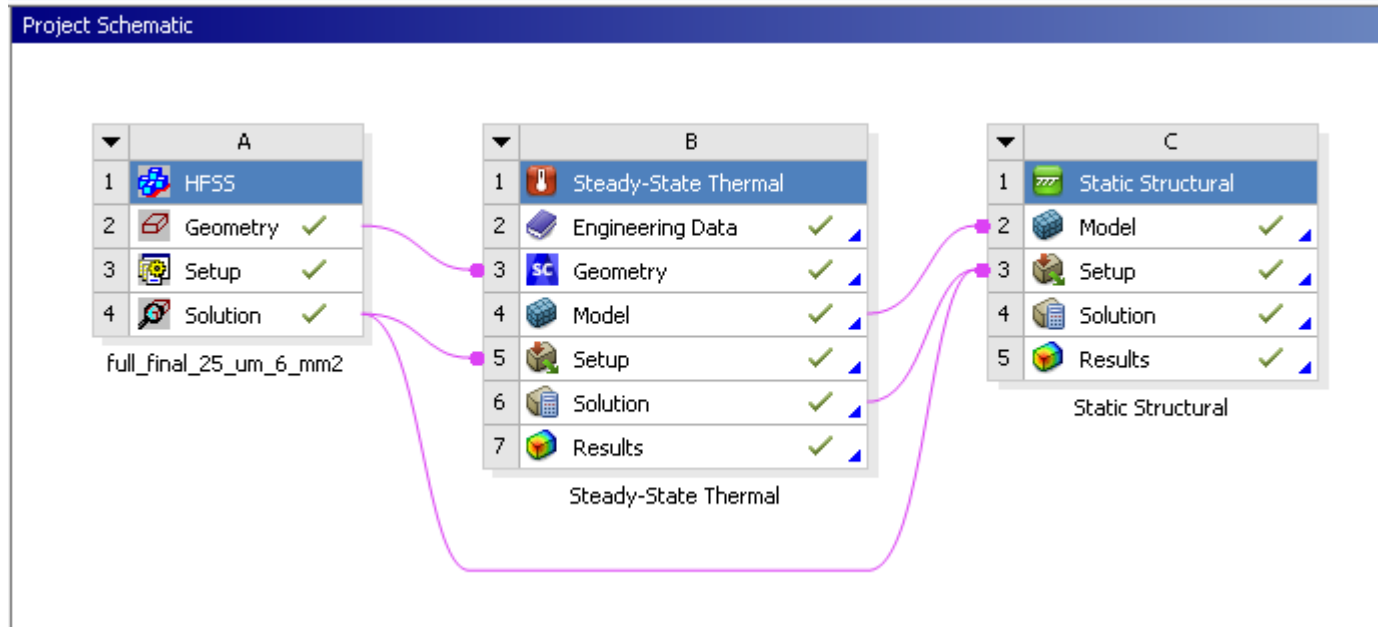 Project Schematic
A
1 HFSS
2 Geometry
3 Setup
4 Solution
full_final_25_um_6_mm2
B
1 Steady-State Thermal
2 Engineering Data
3 SC Geometry
4 Model
5 Setup
6 Solution
7 Results
Steady-State Thermal
C
1 Static Structural
2 Model
3 Setup
4 Solution
5 Results
Static Structural